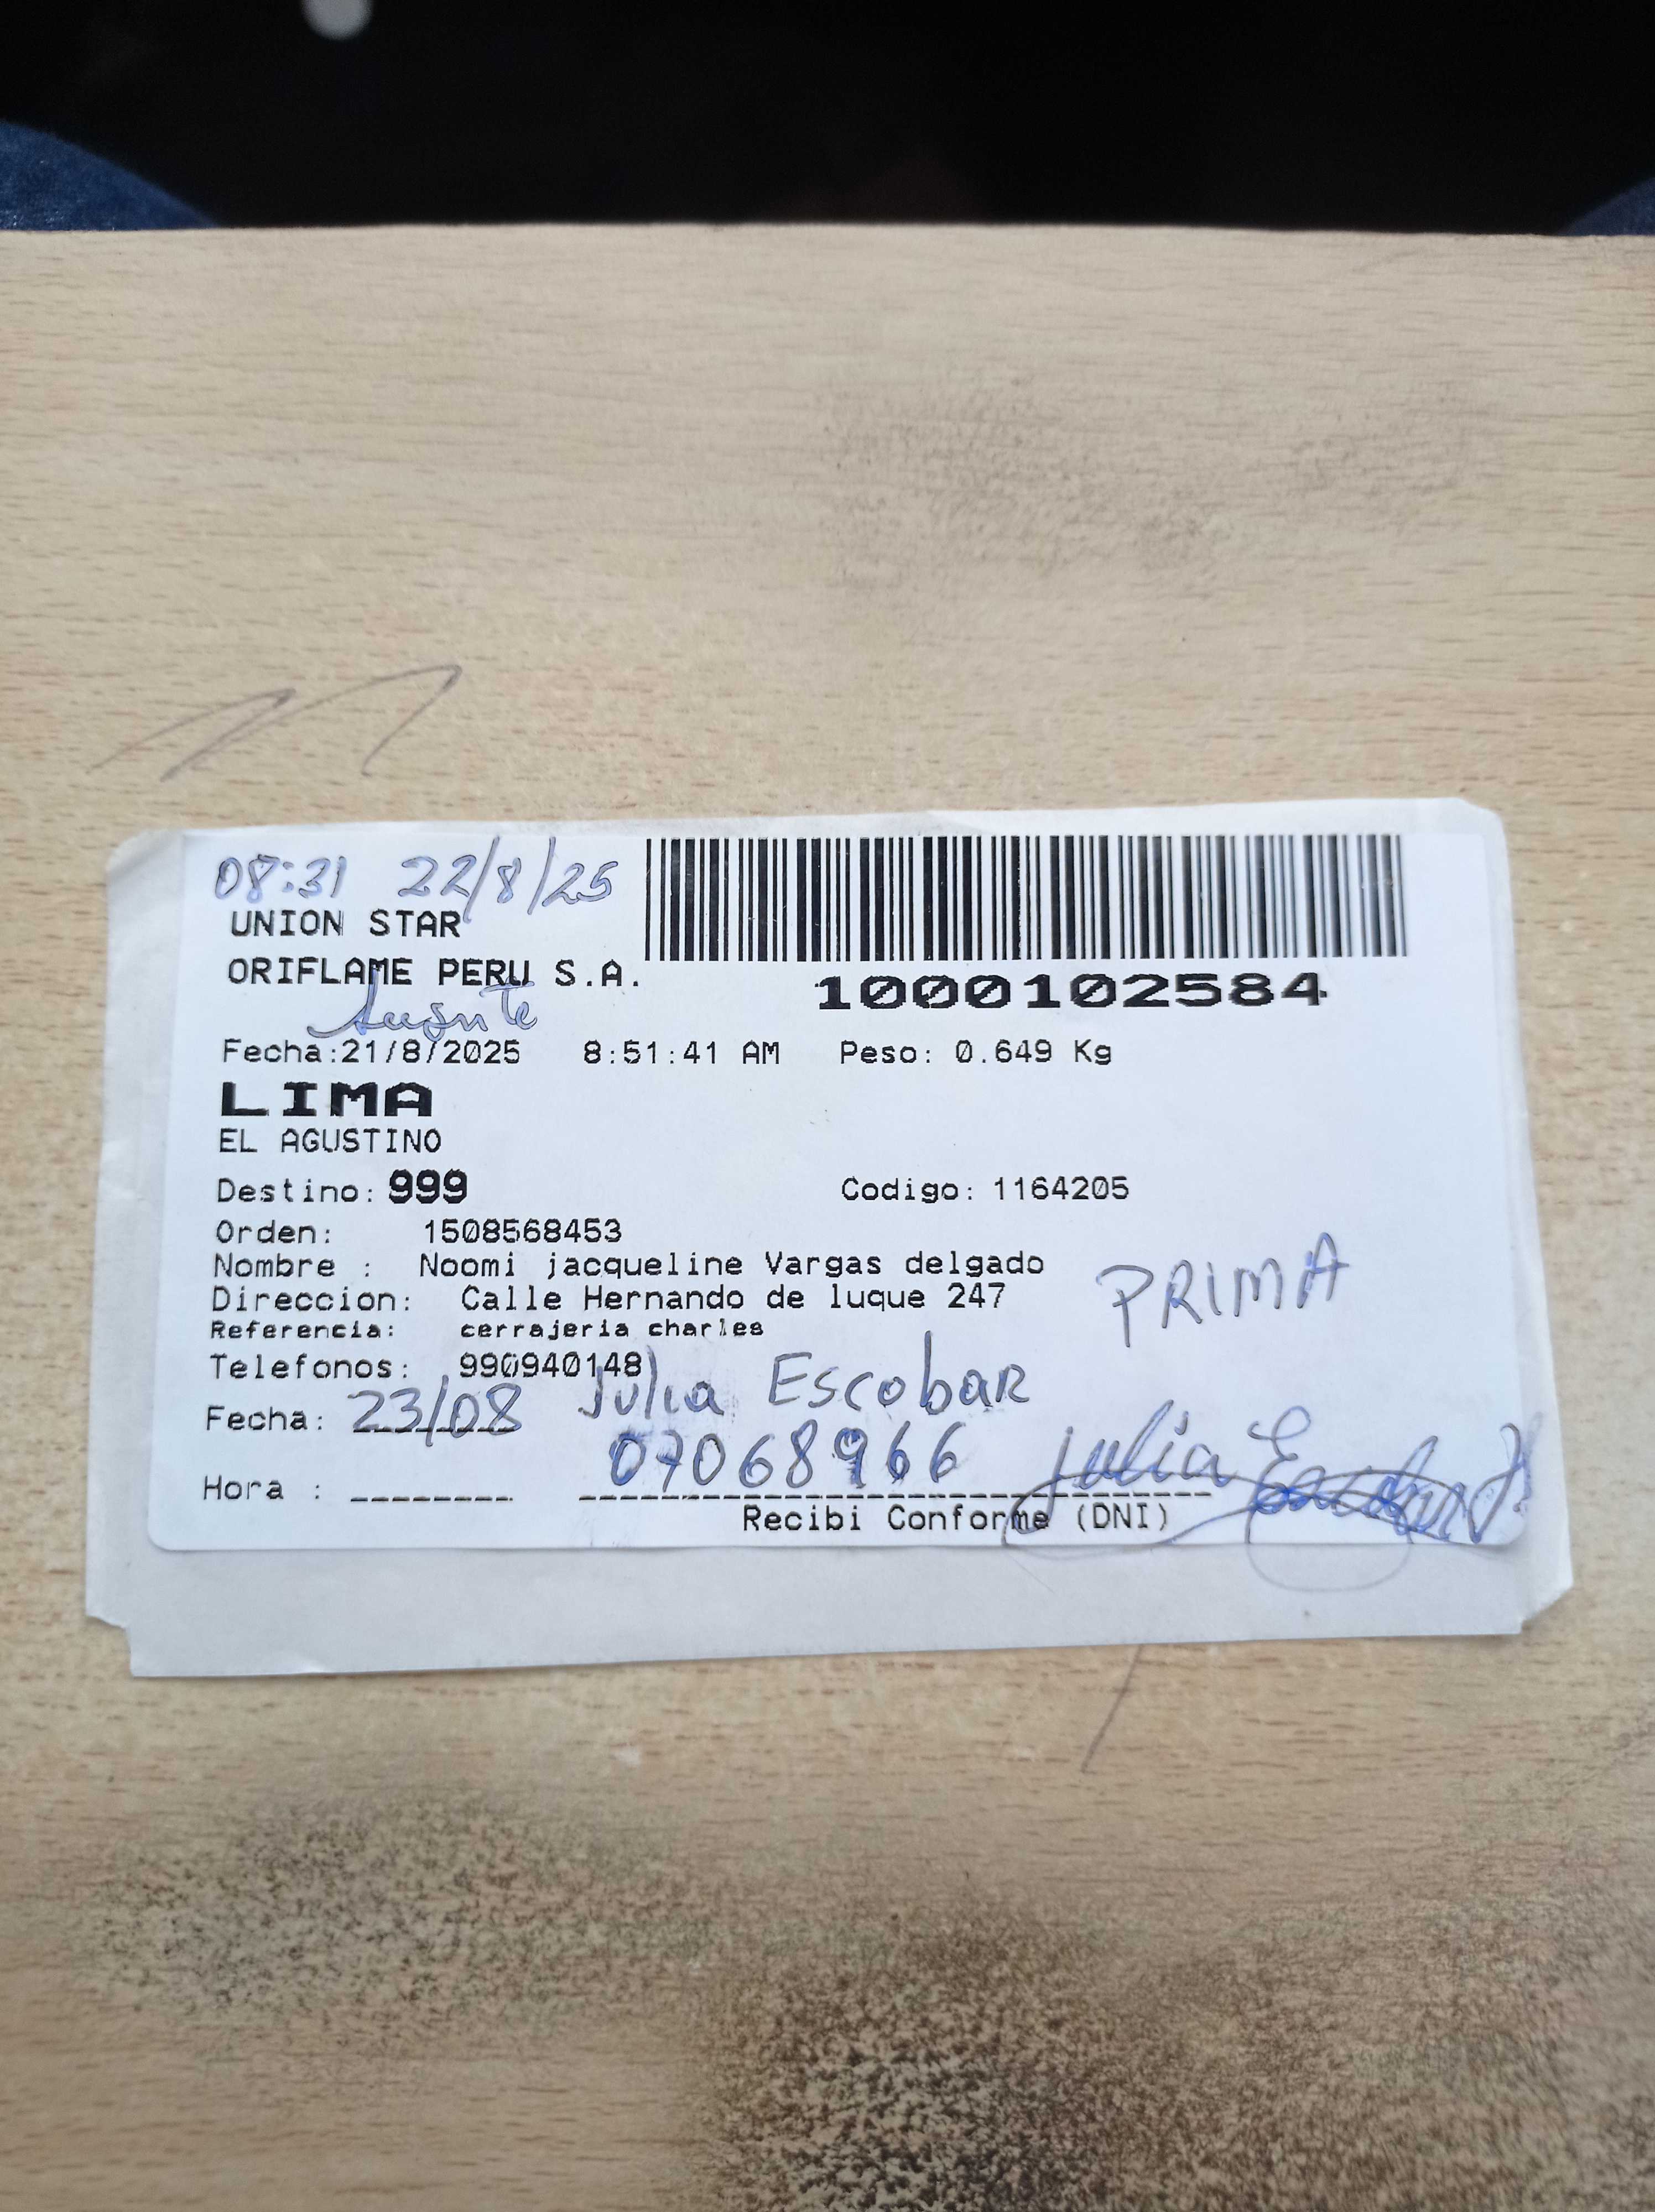 08:31 22/8/25
UNION STAR
ORIFLAME PERU S.A.
1000102584
Ausnte
Fecha:21/8/2025 8:51:41 AM Peso: 0.649 Kg
LIMA
EL AGUSTINO
Destino: 999 Codigo: 1164205
Orden: 1508568453
Nombre : Noomi jacqueline Vargas delgado
Direccion: Calle Hernando de luque 247
PRIMA
Referencia: cerrajeria charles
Telefonos: 990940148
Julia Escobar
Fecha: 23/08
07068966
Julia Escobar
Hora :
Recibi Conforme (DNI)